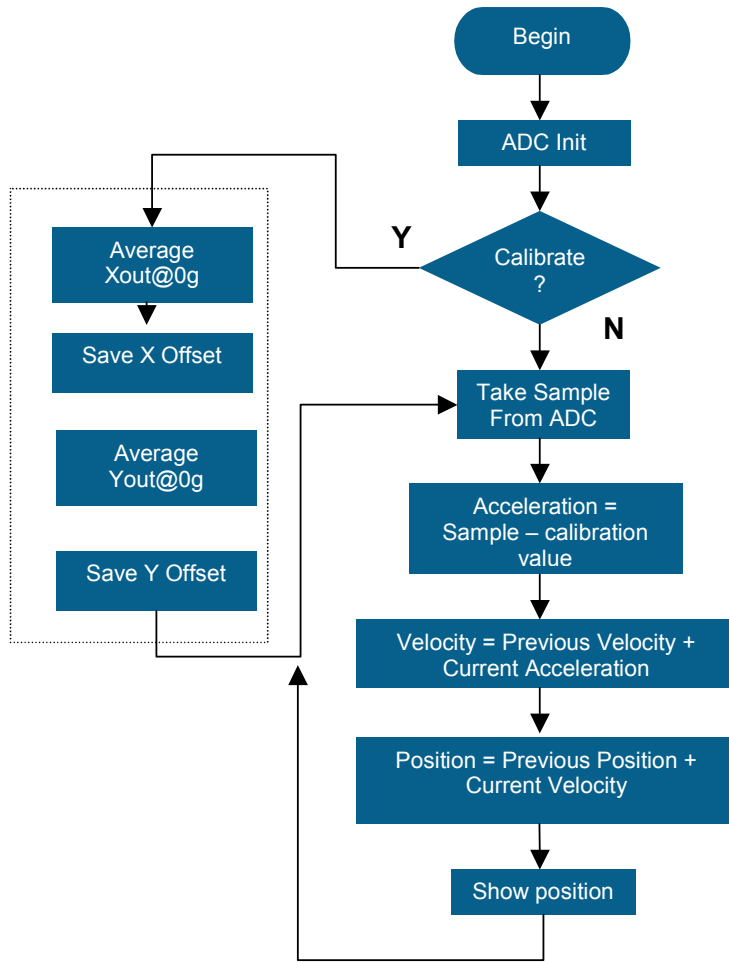 Begin
ADC Init
Y
Calibrate
?
N
Average
Xout@0g
Save X Offset
Average
Yout@0g
Save Y Offset
Take Sample
From ADC
Acceleration =
Sample – calibration
value
Velocity = Previous Velocity +
Current Acceleration
Position = Previous Position +
Current Velocity
Show position